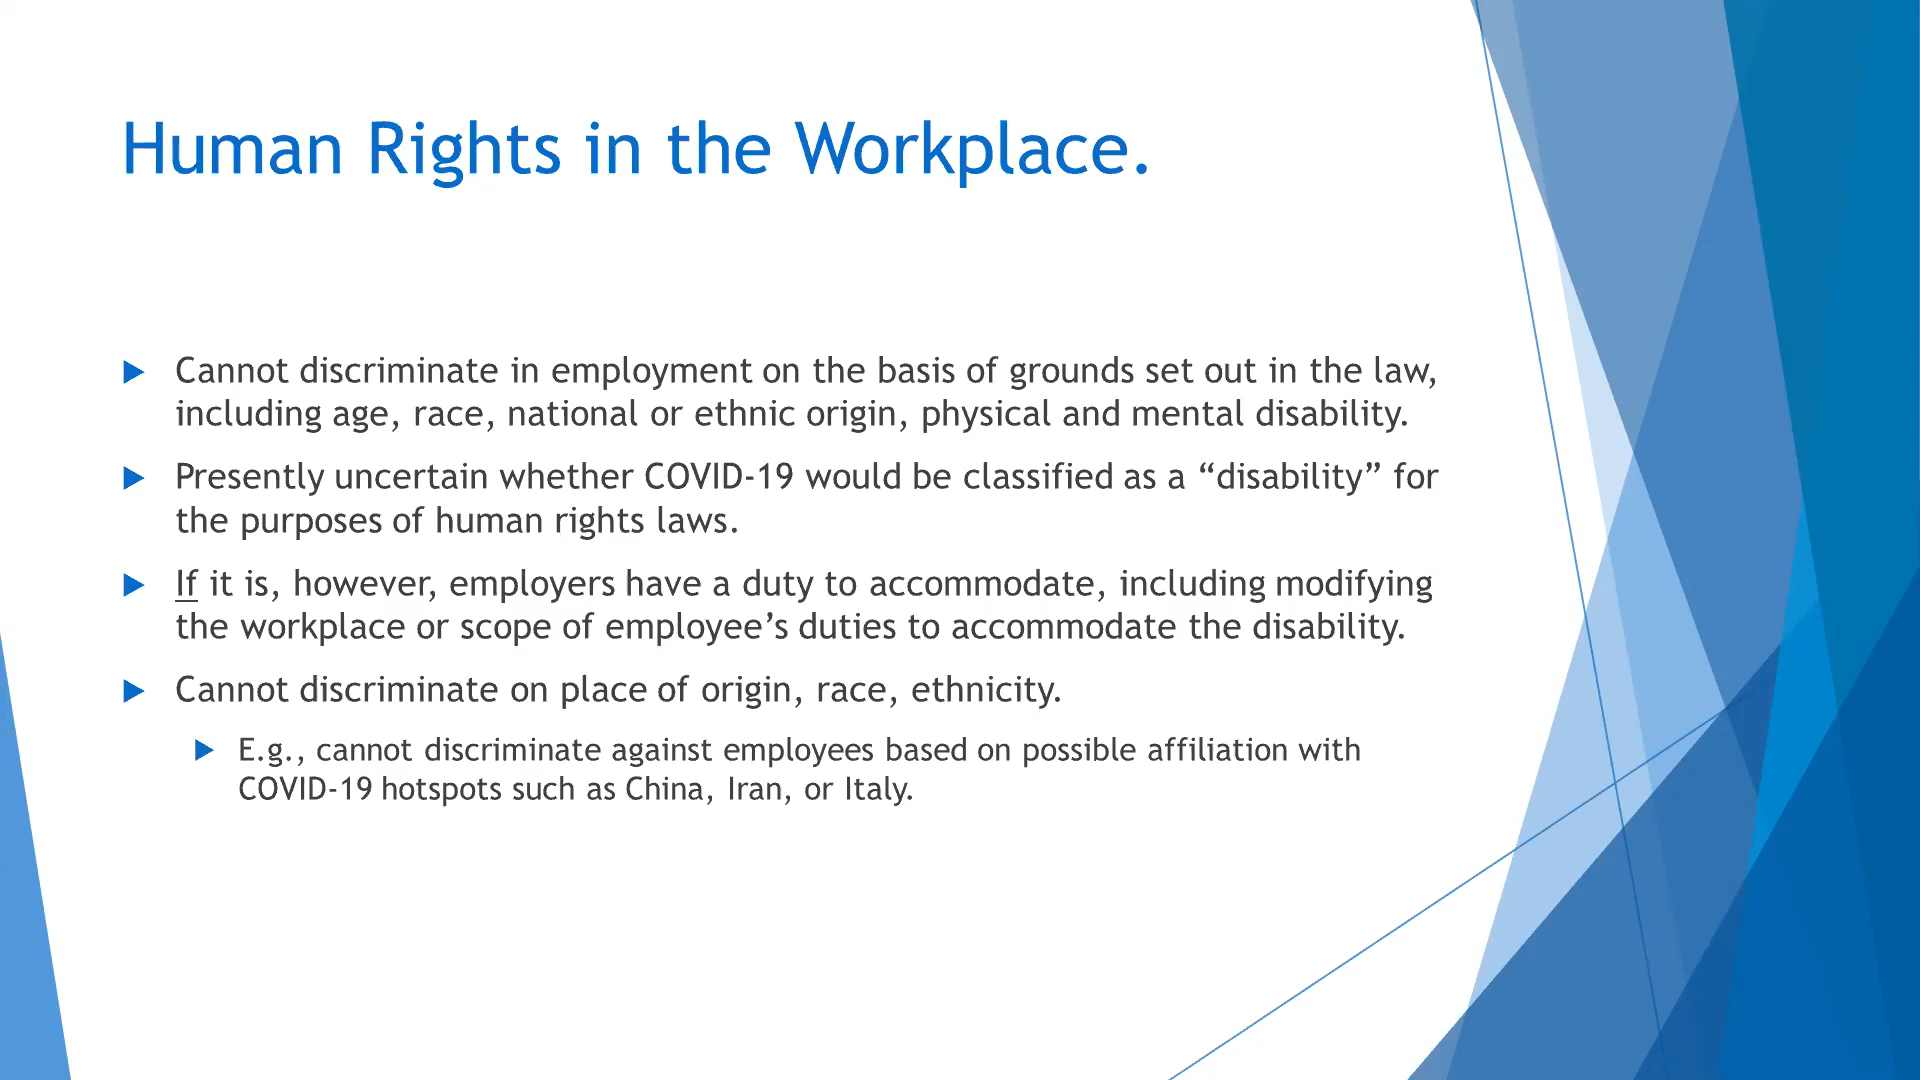 Human Rights in the Workplace.
Cannot discriminate in employment on the basis of grounds set out in the law,
including age, race, national or ethnic origin, physical and mental disability.
Presently uncertain whether COVID-19 would be classified as a “disability” for
the purposes of human rights laws.
If it is, however, employers have a duty to accommodate, including modifying
the workplace or scope of employee’s duties to accommodate the disability.
Cannot discriminate on place of origin, race, ethnicity.
E.g., cannot discriminate against employees based on possible affiliation with
COVID-19 hotspots such as China, Iran, or Italy.